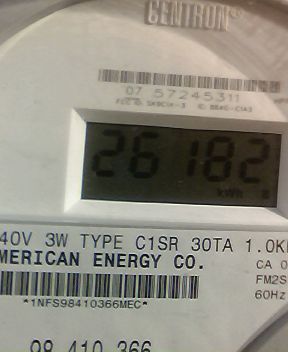 CENTRON®
07 57245311
26182
kWh
40V 3W TYPE C1SR 30TA 1.0K
MERICAN ENERGY CO.
CA 0
FM2S
60Hz
*1NFS98410366MEC*
98 410 366